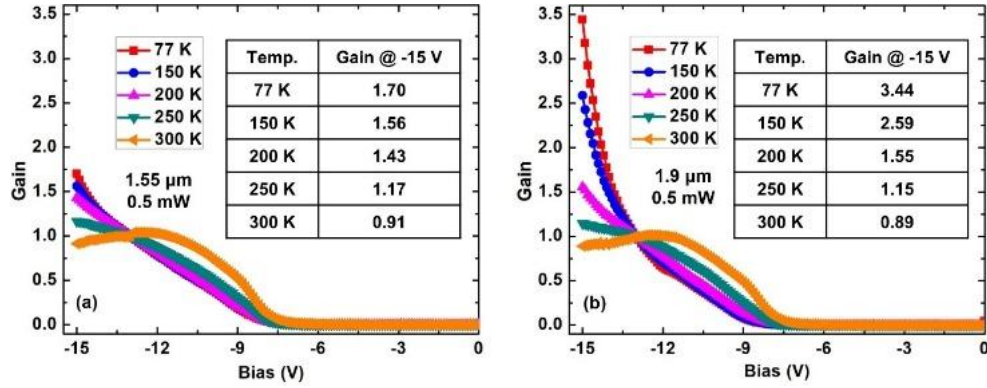 (a)
3.5
3.0
2.5
2.0
1.5
1.0
0.5
0.0
Gain
77 K
150 K
200 K
250 K
300 K
Temp. Gain @ -15 V
77 K 1.70
150 K 1.56
200 K 1.43
250 K 1.17
300 K 0.91
1.55 μm
0.5 mW
-15 -12 -9 -6 -3 0
Bias (V)
(b)
3.5
3.0
2.5
2.0
1.5
1.0
0.5
0.0
Gain
77 K
150 K
200 K
250 K
300 K
Temp. Gain @ -15 V
77 K 3.44
150 K 2.59
200 K 1.55
250 K 1.15
300 K 0.89
1.9 μm
0.5 mW
-15 -12 -9 -6 -3 0
Bias (V)